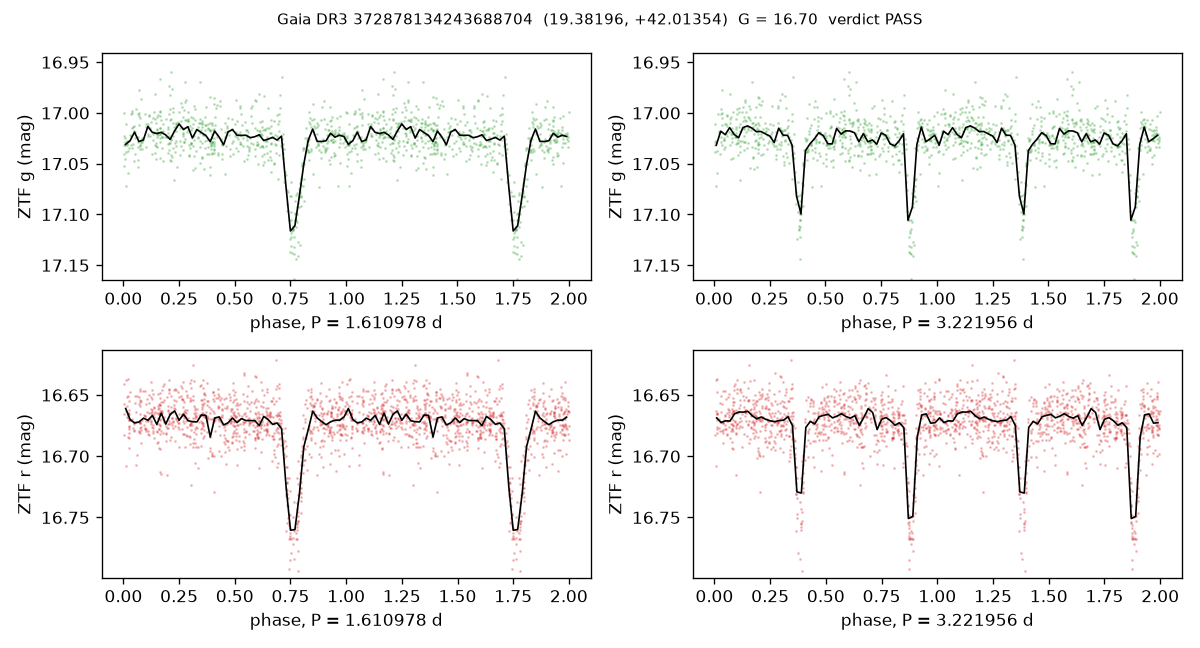 Gaia DR3 372878134243688704  (19.38196, +42.01354)  G = 16.70  verdict PASS
ZTF g (mag)
16.95
17.00
17.05
17.10
17.15
0.00 0.25 0.50 0.75 1.00 1.25 1.50 1.75 2.00
phase, P = 1.610978 d
ZTF g (mag)
16.95
17.00
17.05
17.10
17.15
0.00 0.25 0.50 0.75 1.00 1.25 1.50 1.75 2.00
phase, P = 3.221956 d
ZTF r (mag)
16.65
16.70
16.75
0.00 0.25 0.50 0.75 1.00 1.25 1.50 1.75 2.00
phase, P = 1.610978 d
ZTF r (mag)
16.65
16.70
16.75
0.00 0.25 0.50 0.75 1.00 1.25 1.50 1.75 2.00
phase, P = 3.221956 d